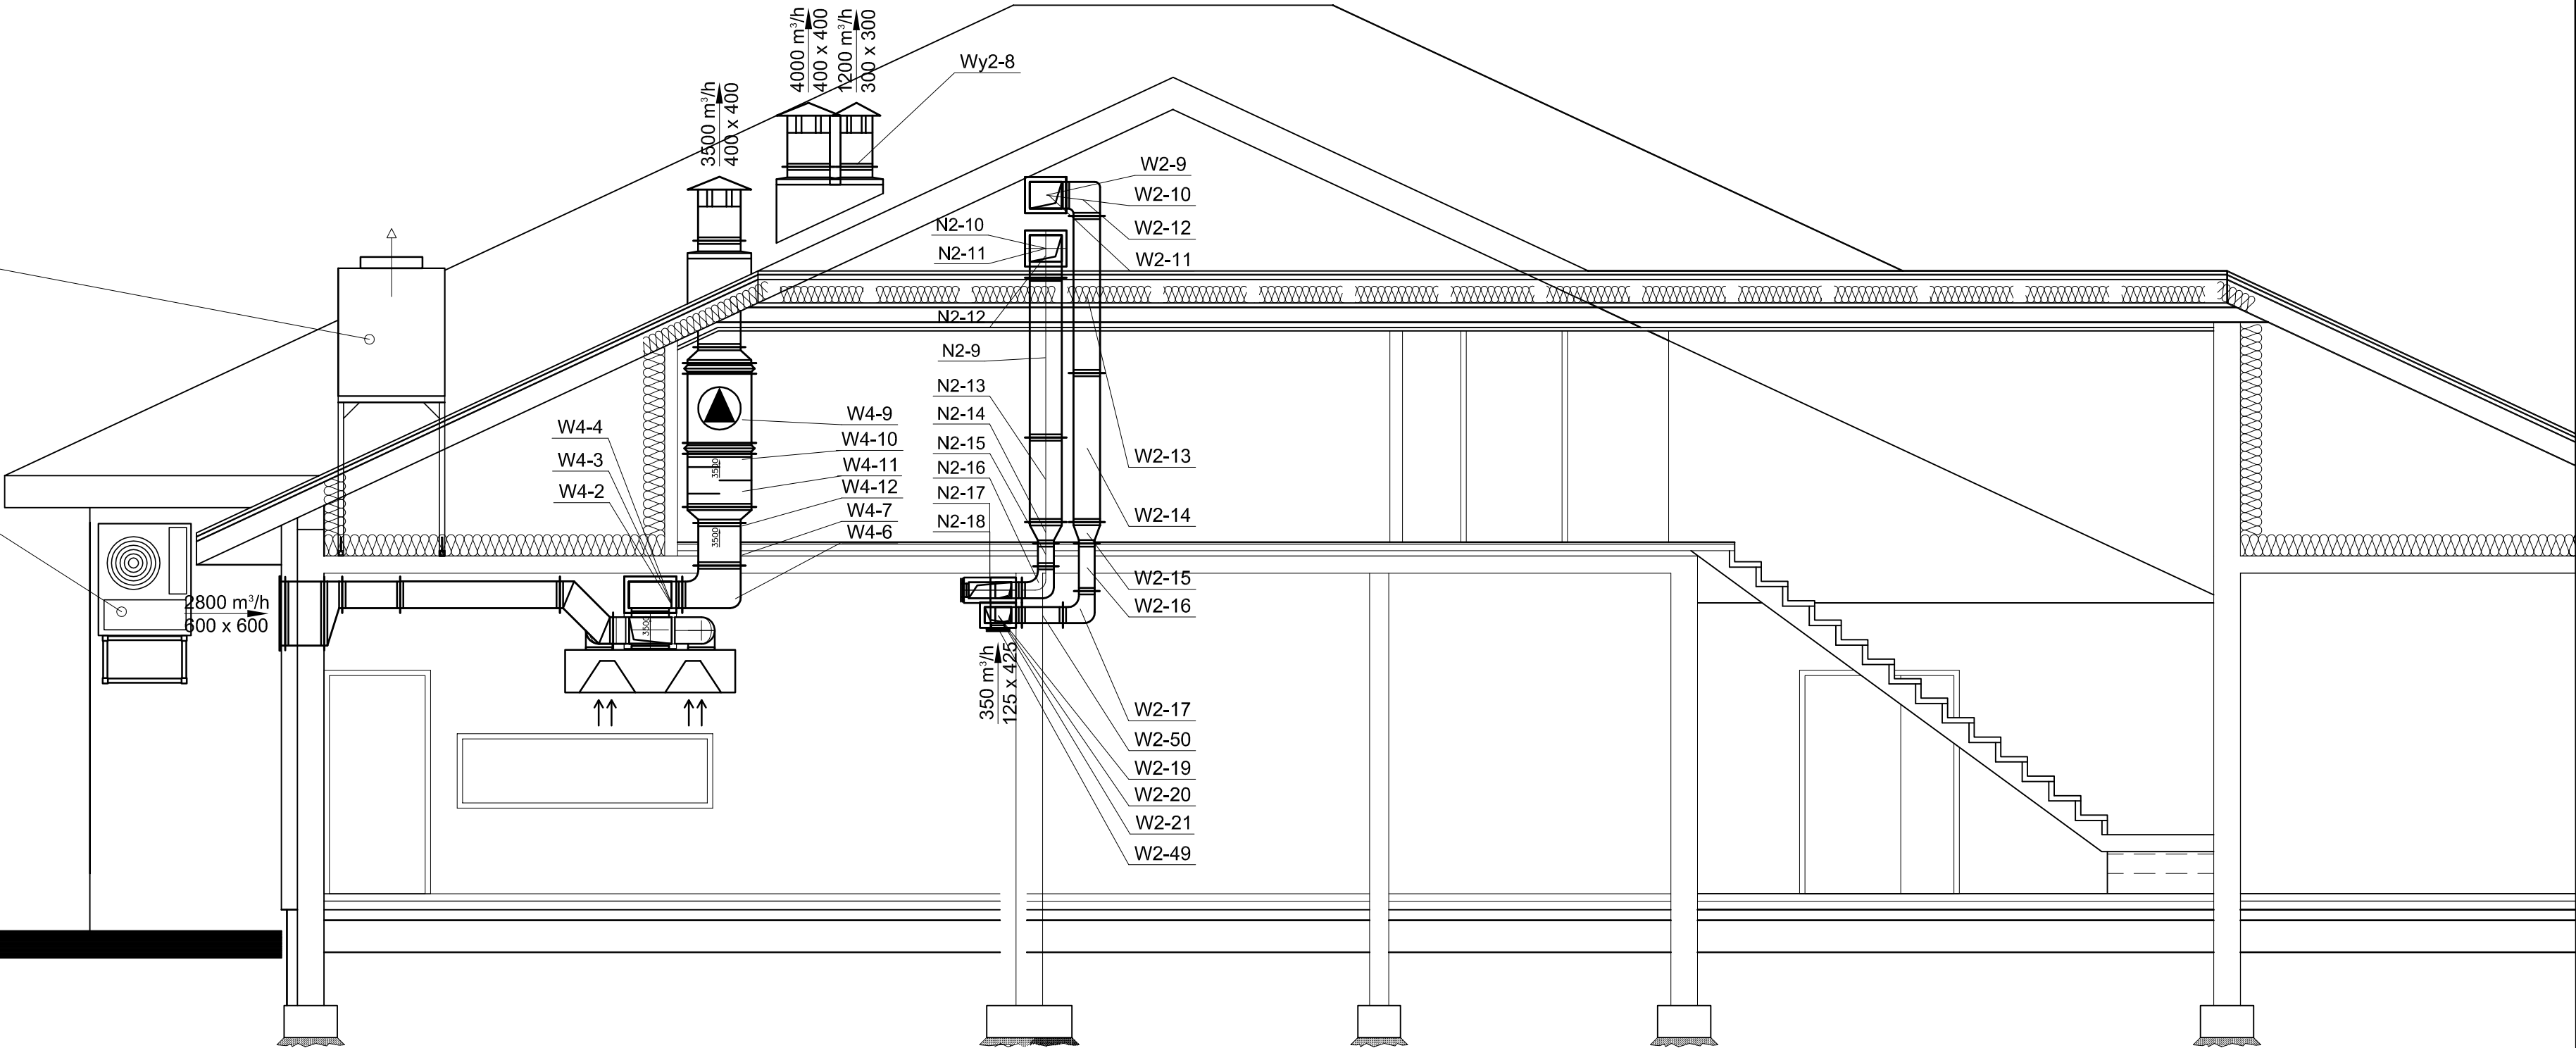 4000 m³/h
400 x 400
1200 m³/h
300 x 300
Wy2-8
3500 m³/h
400 x 400
W2-9
W2-10
W2-12
W2-11
N2-10
N2-11
N2-12
N2-9
N2-13
N2-14
N2-15
N2-16
N2-17
N2-18
W4-9
W4-10
W4-11
W4-12
W4-7
W4-6
W4-4
W4-3
W4-2
3500
3500
3500
W2-13
W2-14
W2-15
W2-16
2800 m³/h
600 x 600
350 m³/h
125 x 425
W2-17
W2-50
W2-19
W2-20
W2-21
W2-49